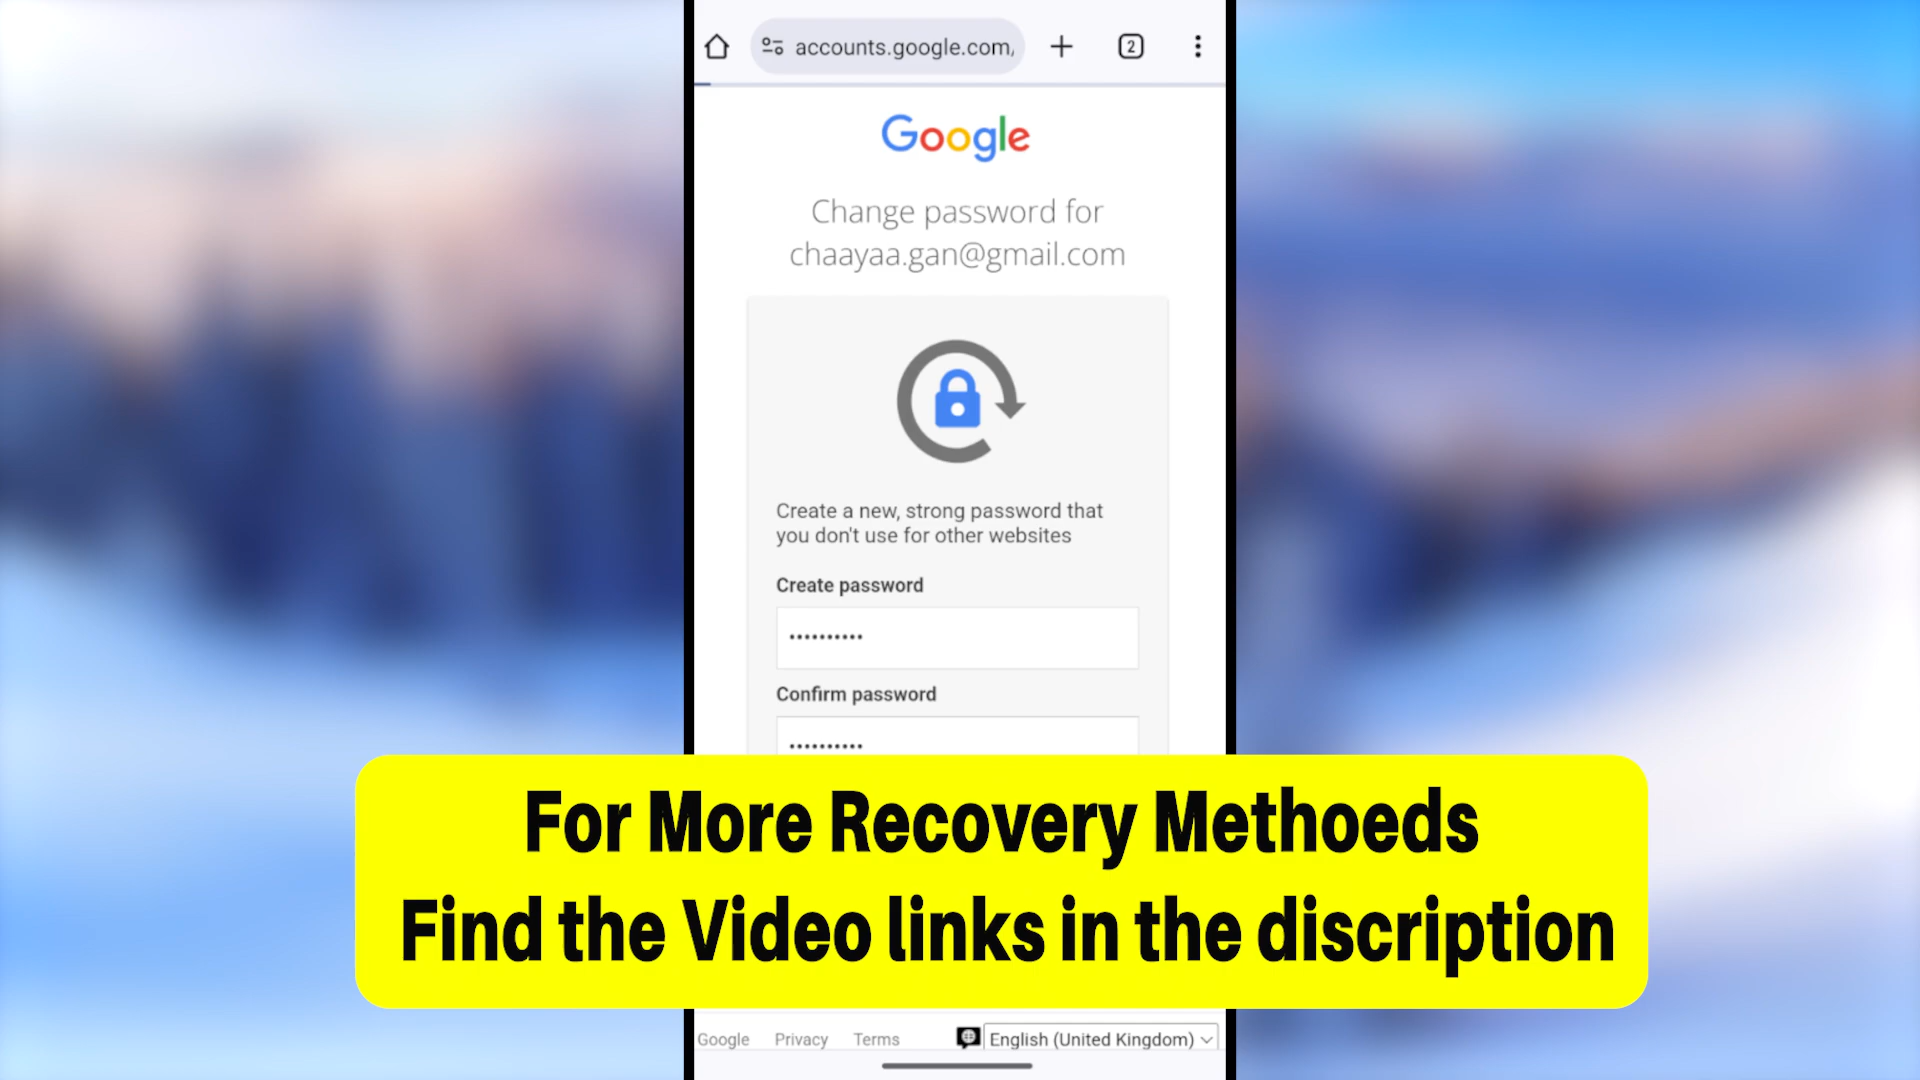 accounts.google.com,
2
Google
Change password for
chaayaa.gan@gmail.com
Create a new, strong password that
you don't use for other websites
Create password
••••••••••
Confirm password
••••••••••
For More Recovery Methoeds
Find the Video links in the discription
Google Privacy Terms English (United Kingdom)